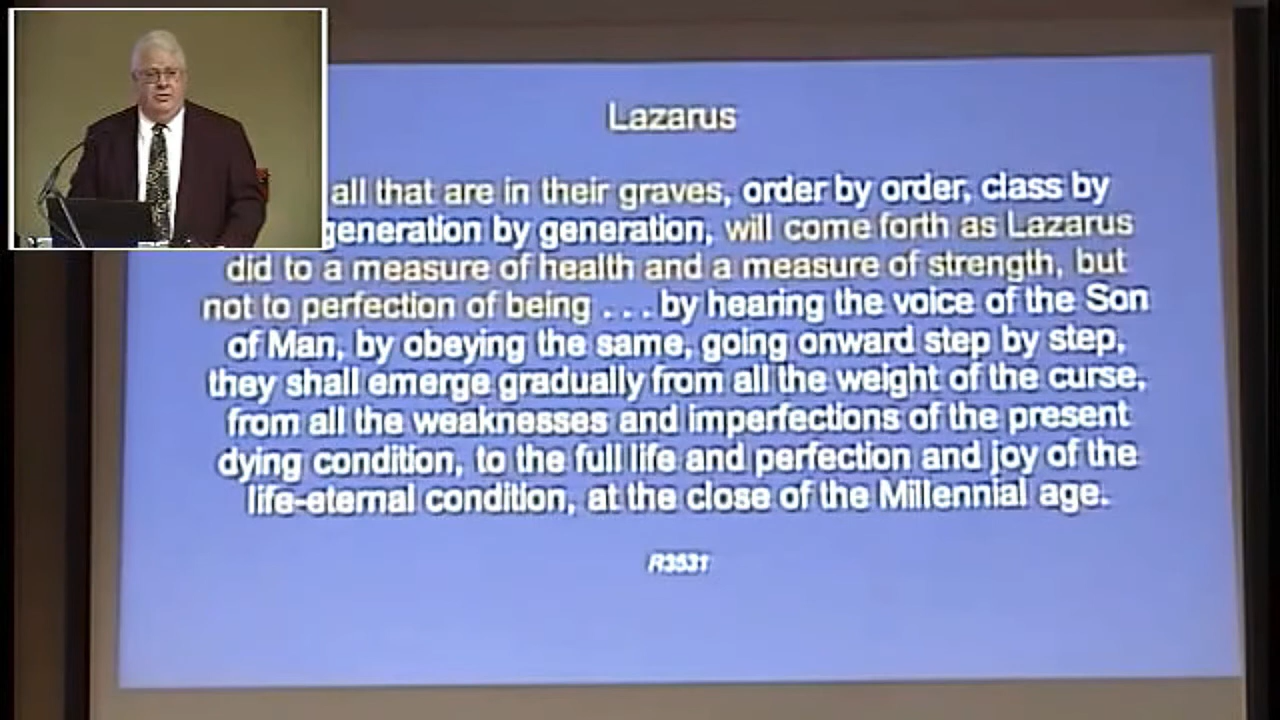 Lazarus
all that are in their graves, order by order, class by
generation by generation, will come forth as Lazarus
did to a measure of health and a measure of strength, but
not to perfection of being . . . by hearing the voice of the Son
of Man, by obeying the same, going onward step by step,
they shall emerge gradually from all the weight of the curse,
from all the weaknesses and imperfections of the present
dying condition, to the full life and perfection and joy of the
life-eternal condition, at the close of the Millennial age.
R3531